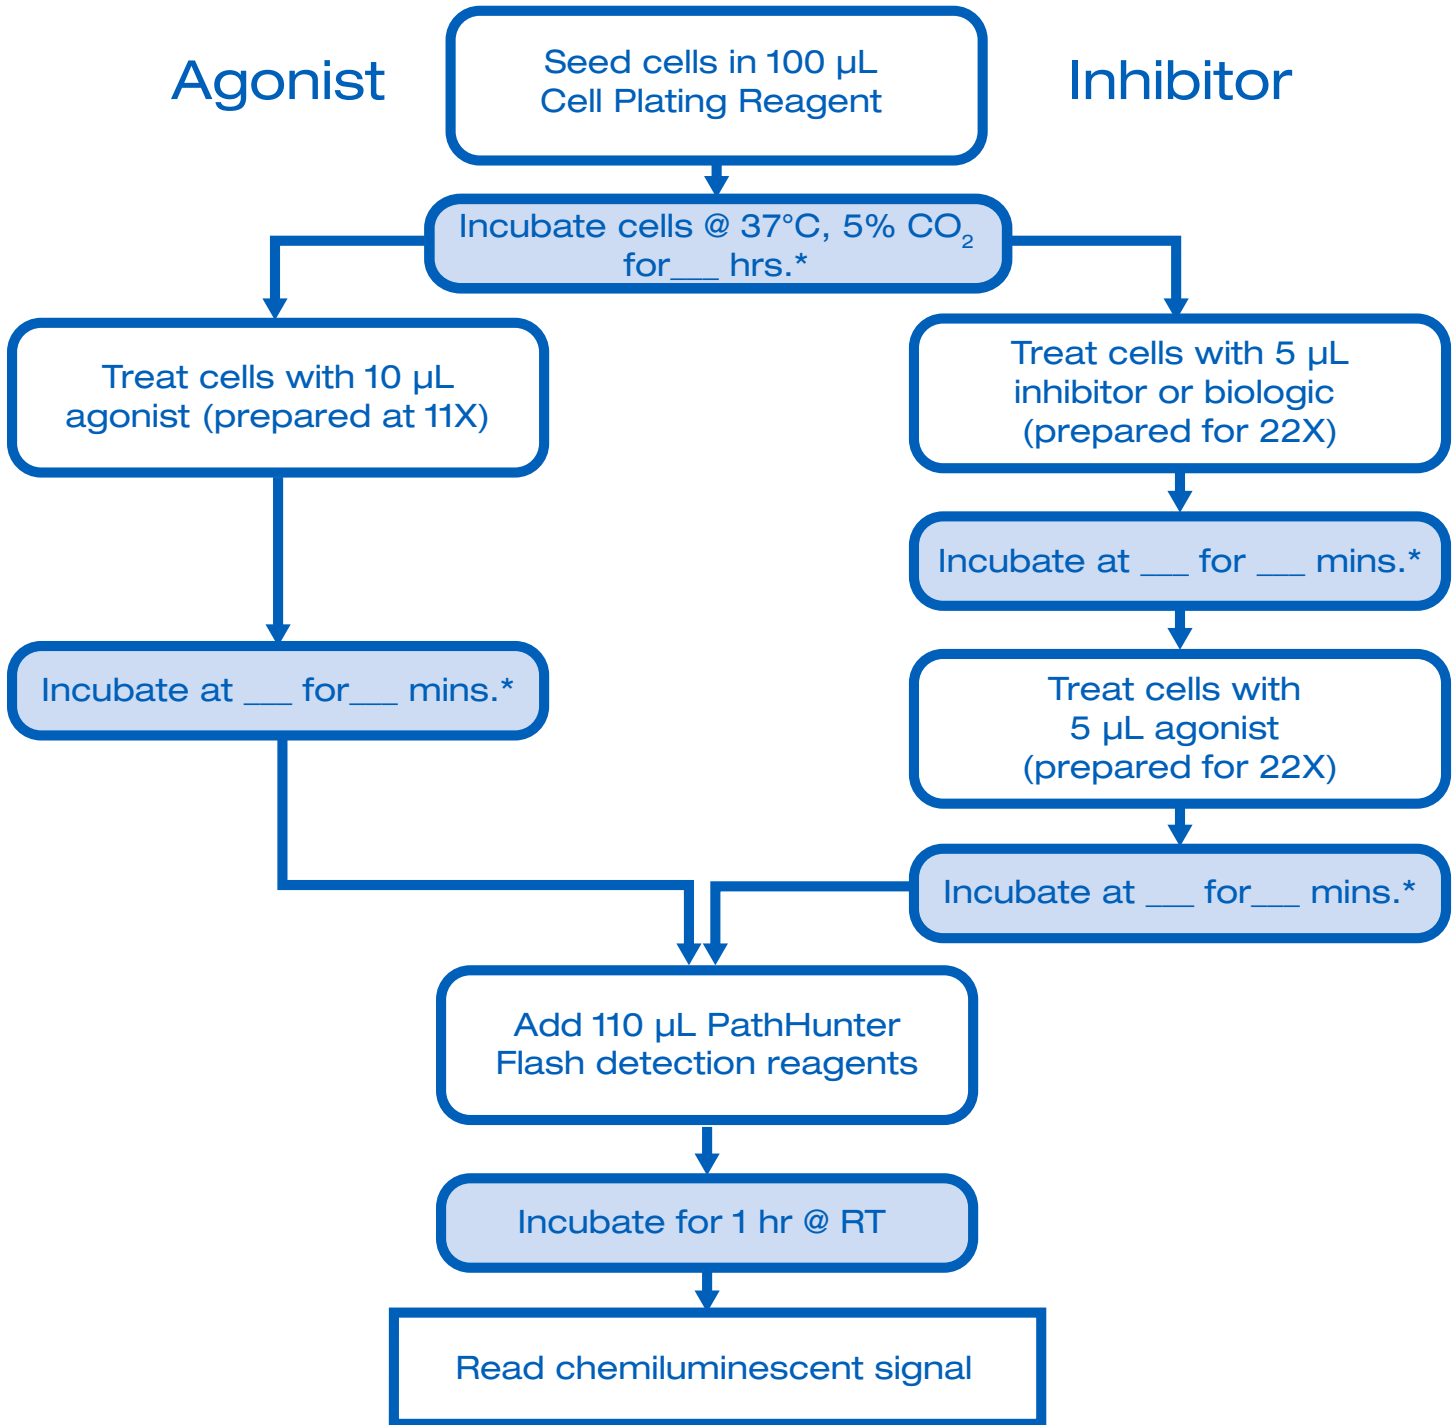 Agonist
Seed cells in 100 µL
Cell Plating Reagent
Inhibitor
Incubate cells @ 37°C, 5% CO₂
for___ hrs.*
Treat cells with 10 µL
agonist (prepared at 11X)
Incubate at ___ for___ mins.*
Treat cells with 5 µL
inhibitor or biologic
(prepared for 22X)
Incubate at ___ for ___ mins.*
Treat cells with
5 µL agonist
(prepared for 22X)
Incubate at ___ for___ mins.*
Add 110 µL PathHunter
Flash detection reagents
Incubate for 1 hr @ RT
Read chemiluminescent signal